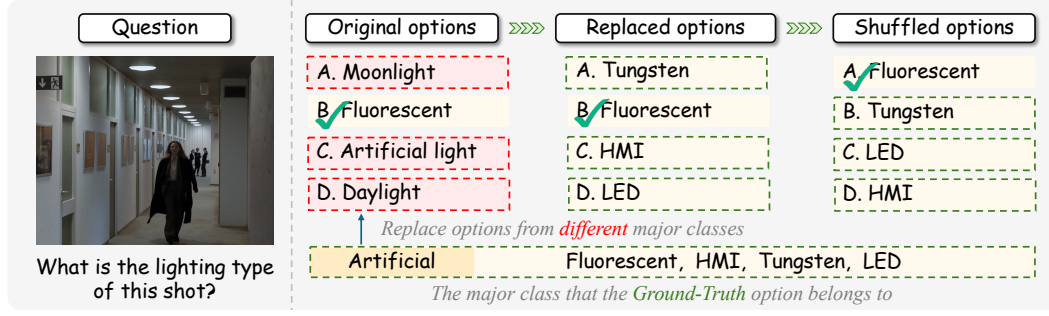 Question
What is the lighting type
of this shot?
Original options
A. Moonlight
B. Fluorescent
C. Artificial light
D. Daylight
Replaced options
A. Tungsten
B. Fluorescent
C. HMI
D. LED
Shuffled options
A. Fluorescent
B. Tungsten
C. LED
D. HMI
Replace options from different major classes
Artificial
Fluorescent, HMI, Tungsten, LED
The major class that the Ground-Truth option belongs to